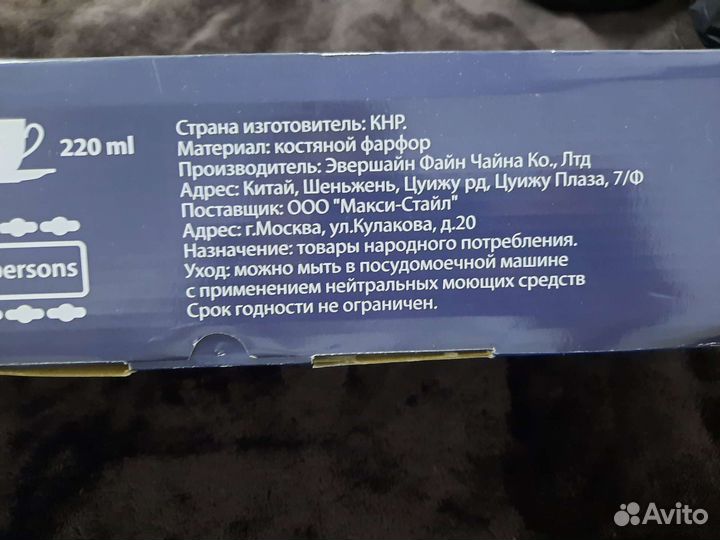 220 ml
persons
Страна изготовитель: КНР.
Материал: костяной фарфор
Производитель: Эвершайн Файн Чайна Ко., Лтд
Адрес: Китай, Шеньжень, Цуижу рд, Цуижу Плаза, 7/Ф
Поставщик: ООО "Макси-Стайл"
Адрес: г.Москва, ул.Кулакова, д.20
Назначение: товары народного потребления.
Уход: можно мыть в посудомоечной машине
с применением нейтральных моющих средств
Срок годности не ограничен.
Avito